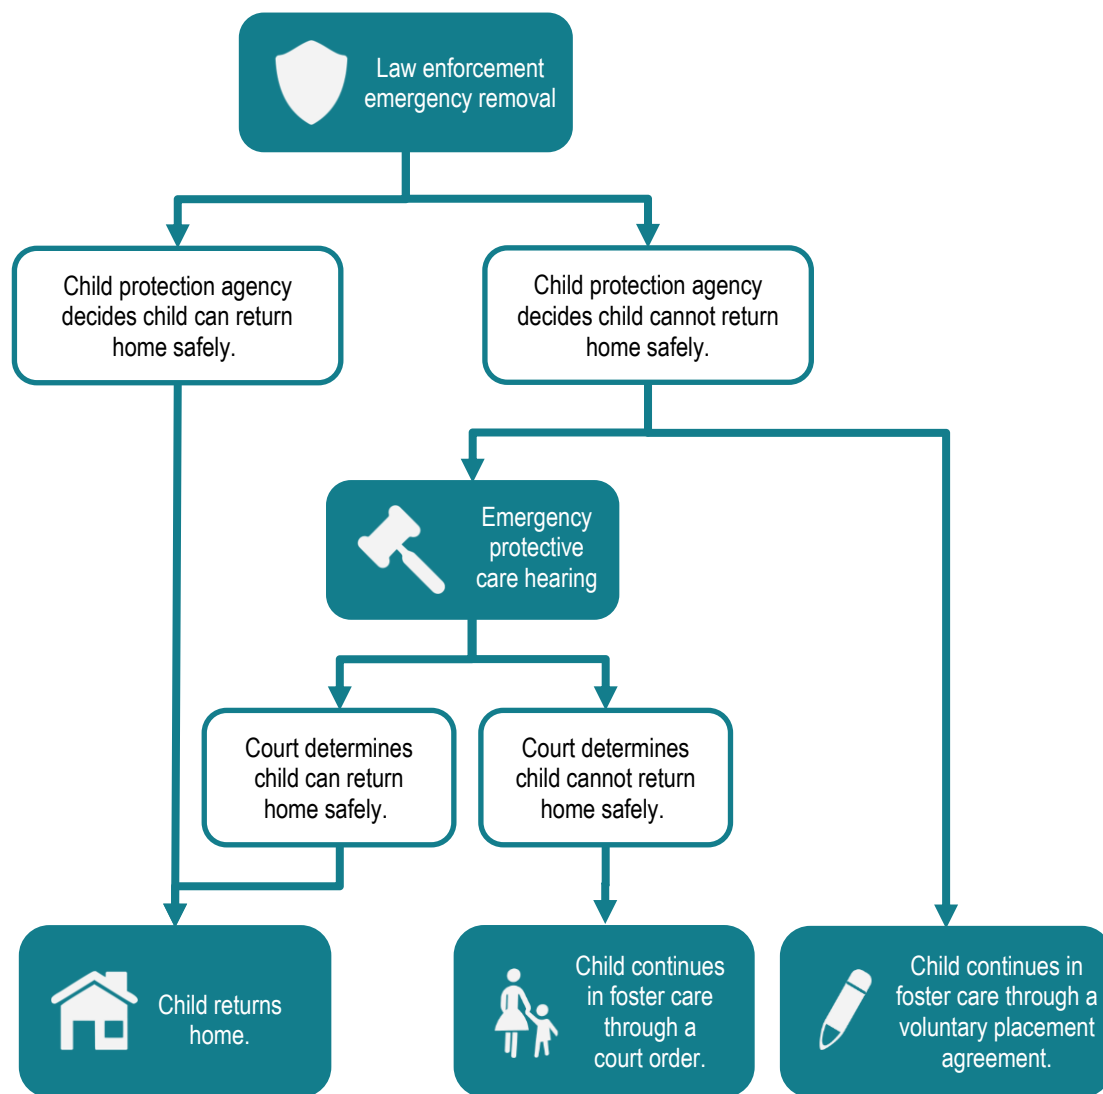 Law enforcement
emergency removal
Child protection agency
decides child can return
home safely.
Child protection agency
decides child cannot return
home safely.
Emergency
protective
care hearing
Court determines
child can return
home safely.
Court determines
child cannot return
home safely.
Child returns
home.
Child continues
in foster care
through a
court order.
Child continues in
foster care through a
voluntary placement
agreement.